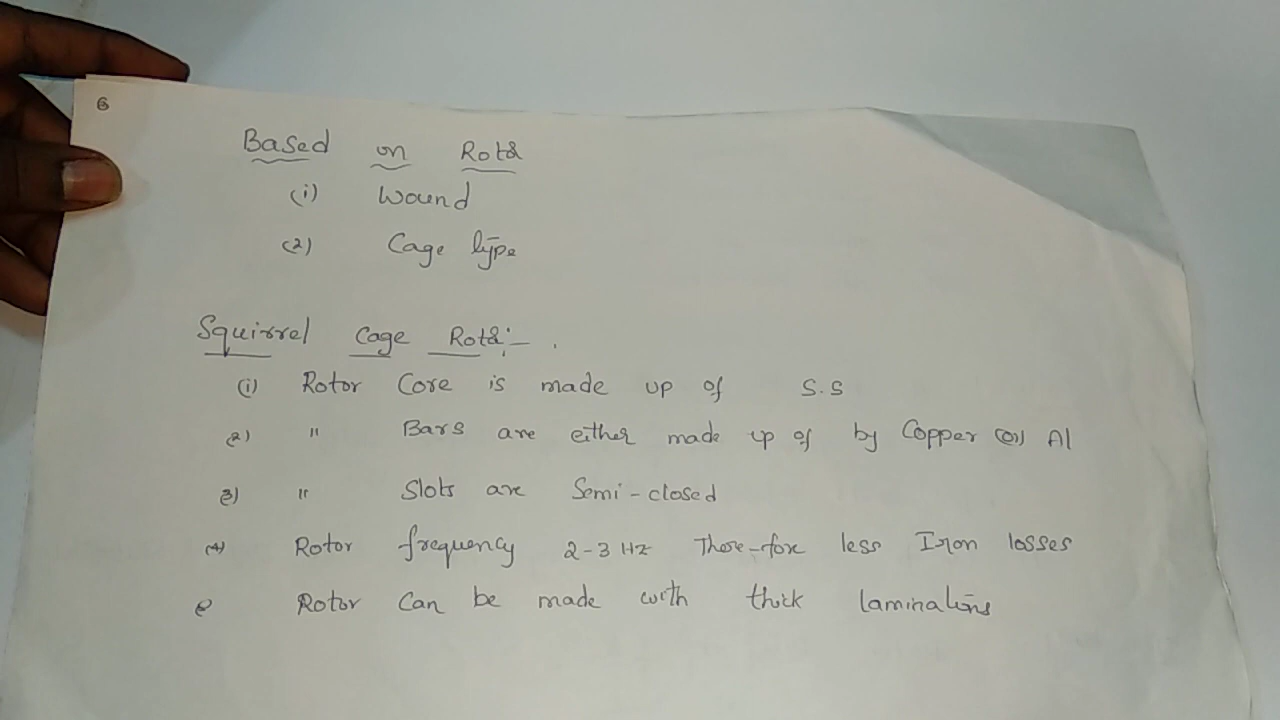 6
Based on Rotor
(i) Wound
(2) Cage type
Squirrel Cage Rotor:-
(i) Rotor Core is made up of S.S
(2) " Bars are either made up of by Copper (or) Al
(3) " Slots are Semi-closed
(4) Rotor frequency 2-3 Hz There-fore less Iron losses
Rotor Can be made with thick laminations